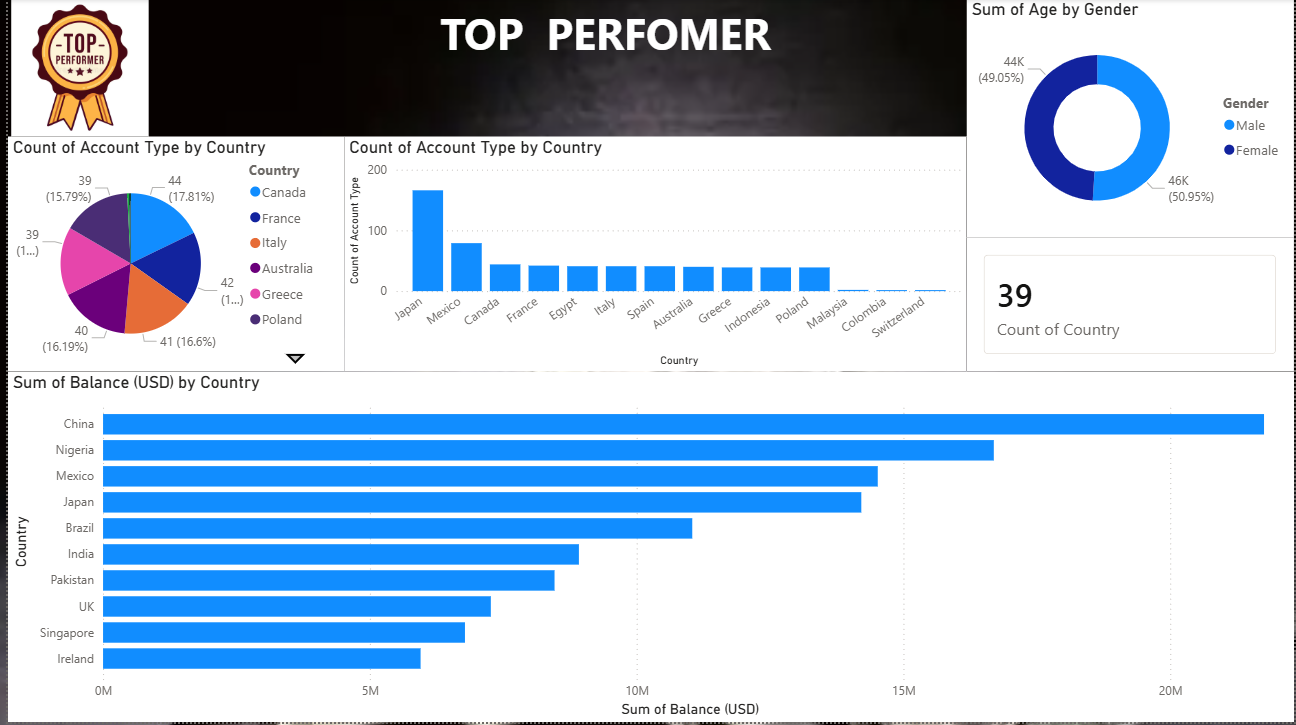 -TOP-
PERFORMER
TOP PERFOMER
Sum of Age by Gender
44K
(49.05%)
46K
(50.95%)
Gender
Male
Female
Count of Account Type by Country
39
(15.79%)
44
(17.81%)
39
(1...)
42
(1...)
40
(16.19%)
41 (16.6%)
Country
Canada
France
Italy
Australia
Greece
Poland
Count of Account Type by Country
Count of Account Type
200
100
0
Japan
Mexico
Canada
France
Egypt
Italy
Spain
Australia
Greece
Indonesia
Poland
Malaysia
Colombia
Switzerland
Country
39
Count of Country
Sum of Balance (USD) by Country
Country
China
Nigeria
Mexico
Japan
Brazil
India
Pakistan
UK
Singapore
Ireland
0M
5M
10M
15M
20M
Sum of Balance (USD)